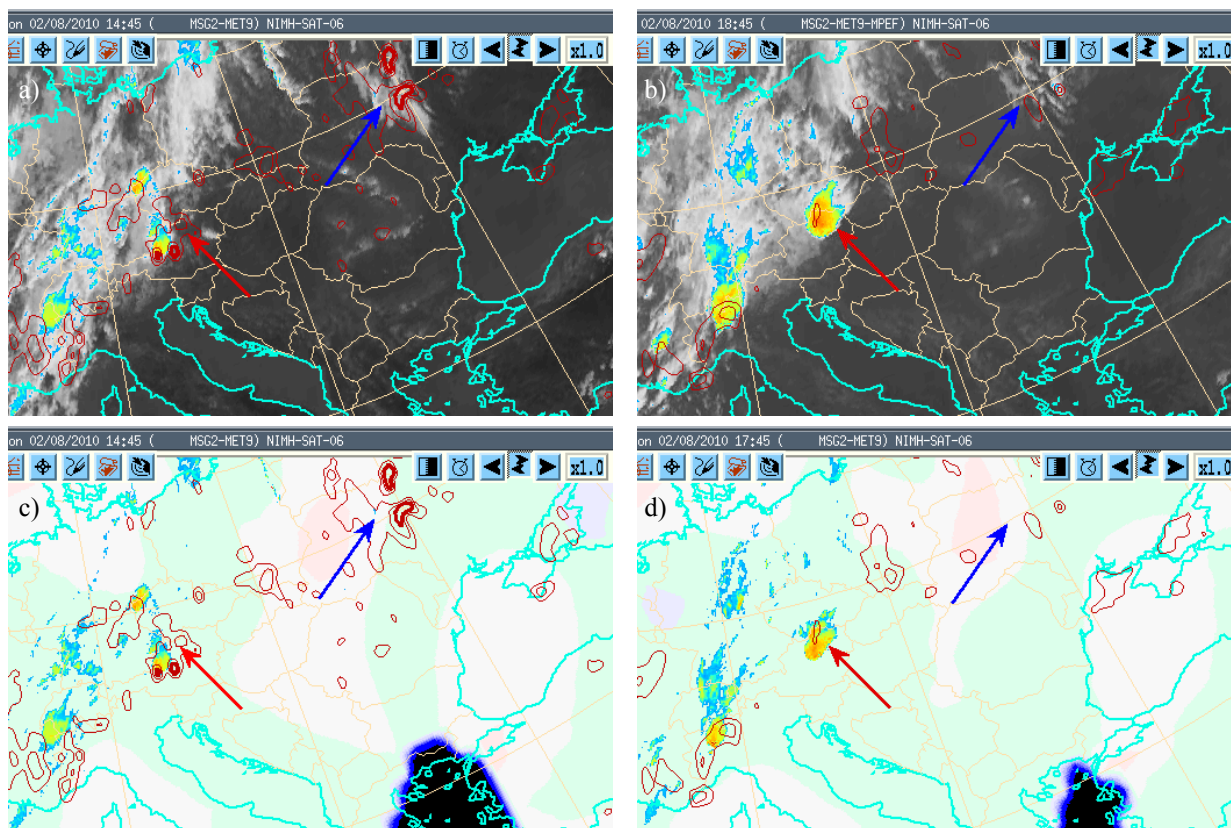 on 02/08/2010 14:45 ( MSG2-MET9) NIMH-SAT-06
x1.0
a)
02/08/2010 18:45 ( MSG2-MET9-MPEF) NIMH-SAT-06
x1.0
b)
on 02/08/2010 14:45 ( MSG2-MET9) NIMH-SAT-06
x1.0
c)
on 02/08/2010 17:45 ( MSG2-MET9) NIMH-SAT-06
x1.0
d)